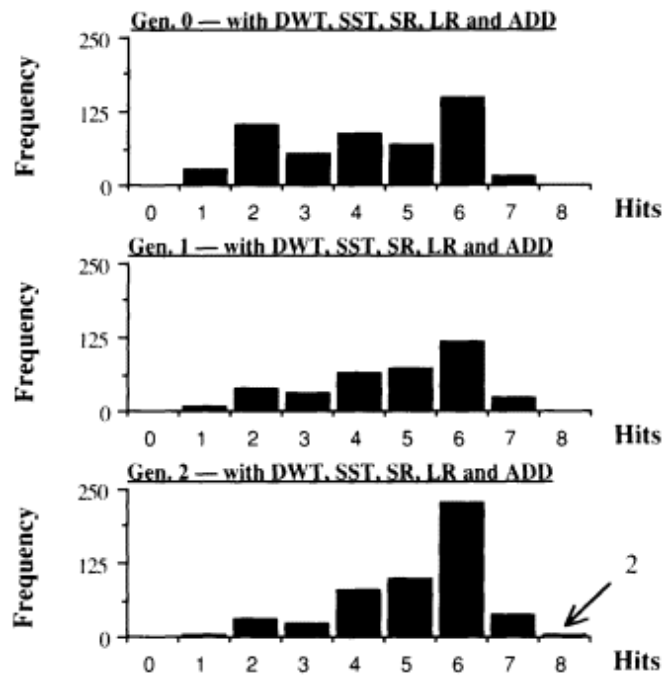 Gen. 0 — with DWT, SST, SR, LR and ADD
250
125
0
Frequency
0 1 2 3 4 5 6 7 8 Hits
Gen. 1 — with DWT, SST, SR, LR and ADD
250
125
0
Frequency
0 1 2 3 4 5 6 7 8 Hits
Gen. 2 — with DWT, SST, SR, LR and ADD
250
125
0
Frequency
2
0 1 2 3 4 5 6 7 8 Hits